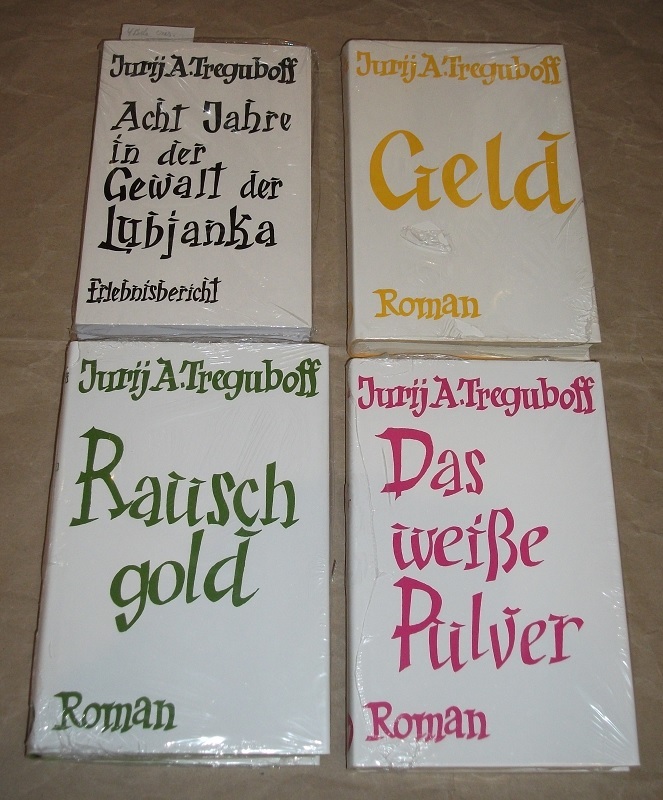 Jurij A. Treguboff
Acht Jahre
in der
Gewalt der
Lubjanka
Erlebnisbericht
Jurij A. Treguboff
Geld
Roman
Jurij A. Treguboff
Rausch
gold
Roman
Jurij A. Treguboff
Das
weiße
Pulver
Roman